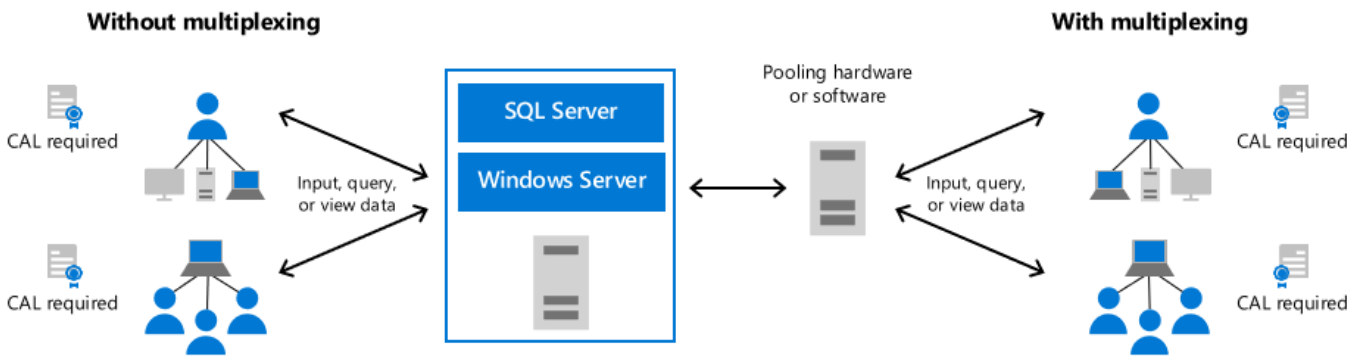 Without multiplexing
With multiplexing
CAL required
Input, query,
or view data
CAL required
SQL Server
Windows Server
Pooling hardware
or software
Input, query,
or view data
CAL required
CAL required